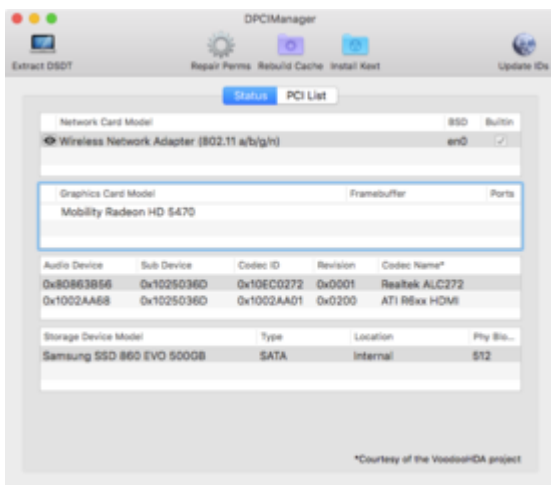 DPCIManager
Extract DSDT Repair Perms Rebuild Cache Install Kext Update IDs
Status PCI List
Network Card Model BSD Builtin
Wireless Network Adapter (802.11 a/b/g/n) en0
Graphics Card Model Framebuffer Ports
Mobility Radeon HD 5470
Audio Device Sub Device Codec ID Revision Codec Name*
0x80863B56 0x1025036D 0x10EC0272 0x0001 Realtek ALC272
0x1002AA68 0x1025036D 0x1002AA01 0x0200 ATI R6xx HDMI
Storage Device Model Type Location Phy Blo...
Samsung SSD 860 EVO 500GB SATA Internal 512
*Courtesy of the VoodooHDA project